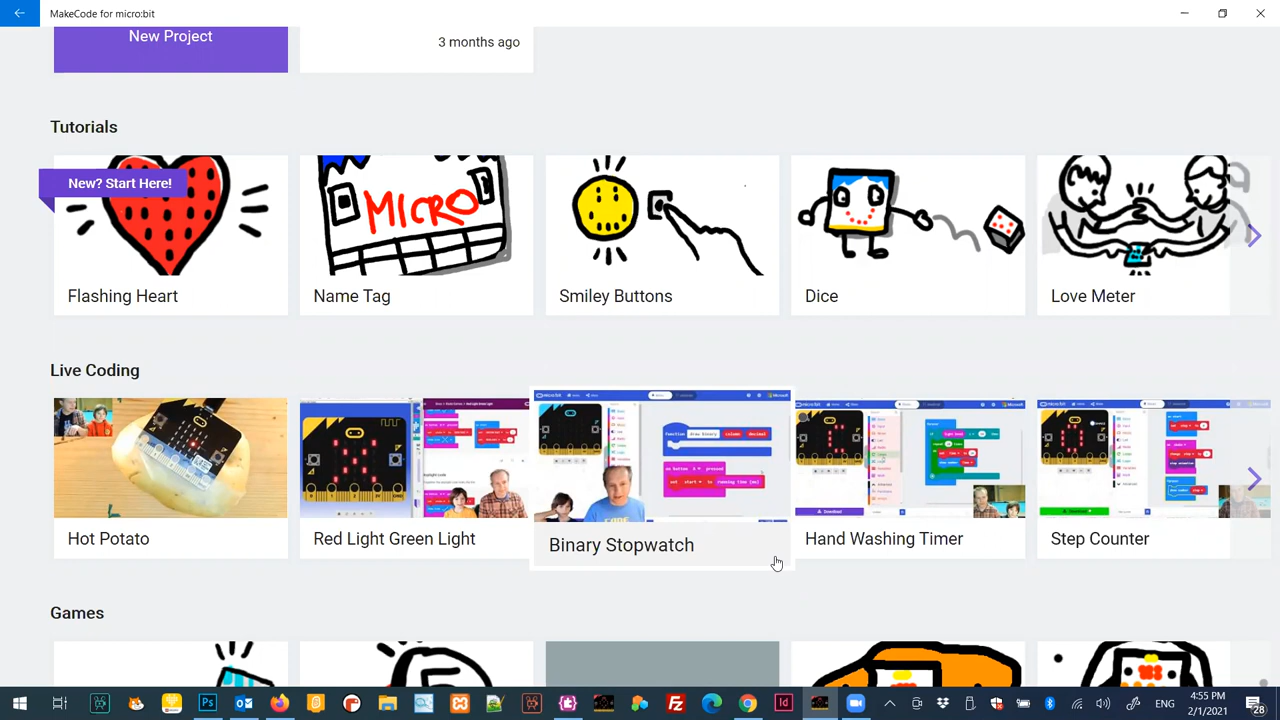 MakeCode for micro:bit
New Project
3 months ago
Tutorials
New? Start Here!
MICRO
Flashing Heart
Name Tag
Smiley Buttons
Dice
Love Meter
Live Coding
Hot Potato
Red Light Green Light
Binary Stopwatch
Hand Washing Timer
Step Counter
Games
ENG
4:55 PM
2/1/2021
28